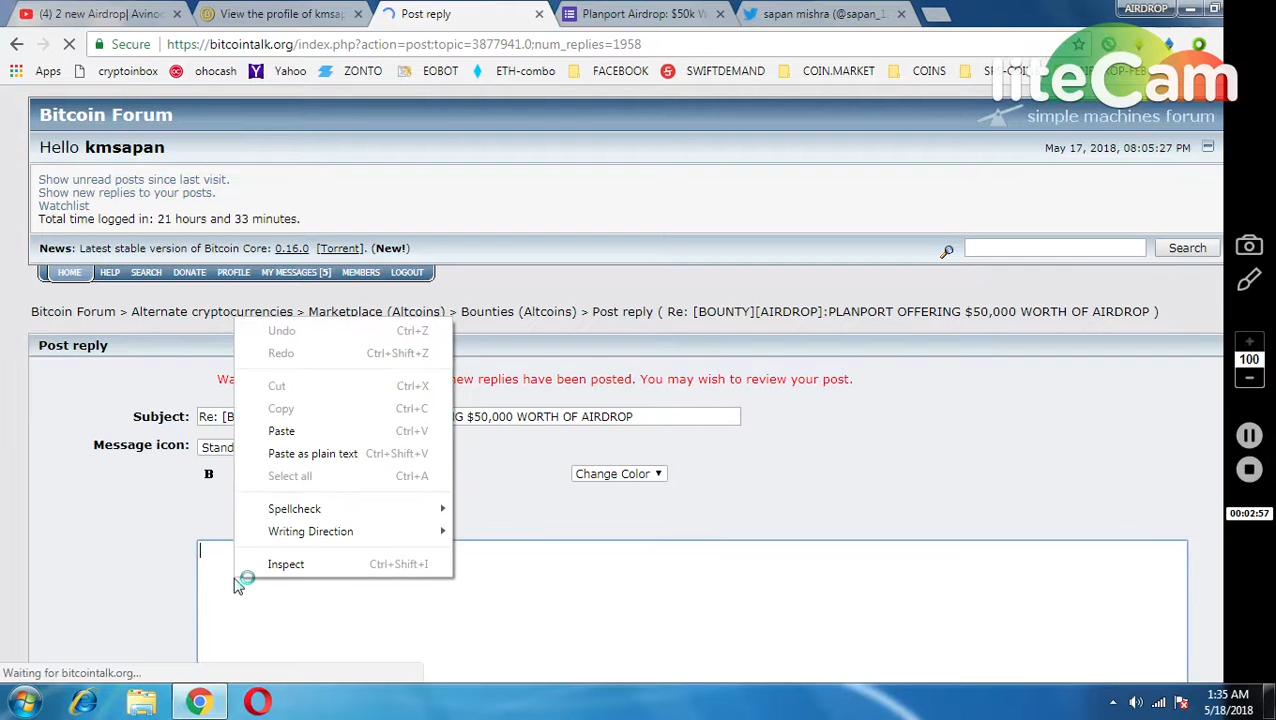 (4) 2 new Airdrop| Avinoc
View the profile of kmsap
Post reply
Planport Airdrop: $50k W
sapan mishra (@sapan_1
AIRDROP
Secure
https://bitcointalk.org/index.php?action=post;topic=3877941.0;num_replies=1958
Apps
cryptoinbox
ohocash
Yahoo
EOBOT
ETH-combo
FACEBOOK
SWIFTDEMAND
COIN.MARKET
COINS
liteCam
Bitcoin Forum
simple machines forum
Hello kmsapan
May 17, 2018, 08:05:27 PM
Show unread posts since last visit.
Show new replies to your posts.
Watchlist
Total time logged in: 21 hours and 33 minutes.
News: Latest stable version of Bitcoin Core: 0.16.0 [Torrent]. (New!)
Search
HOME HELP SEARCH DONATE PROFILE MY MESSAGES [5] MEMBERS LOGOUT
Bitcoin Forum > Alternate cryptocurrencies > Marketplace (Altcoins) > Bounties (Altcoins) > Post reply ( Re: [BOUNTY][AIRDROP]:PLANPORT OFFERING $50,000 WORTH OF AIRDROP )
Post reply
Wa
new replies have been posted. You may wish to review your post.
Subject: Re: [B
G $50,000 WORTH OF AIRDROP
Message icon: Stand
B
Change Color
Undo Ctrl+Z
Redo Ctrl+Shift+Z
Cut Ctrl+X
Copy Ctrl+C
Paste Ctrl+V
Paste as plain text Ctrl+Shift+V
Select all Ctrl+A
Spellcheck
Writing Direction
Inspect Ctrl+Shift+I
100
00:02:57
Waiting for bitcointalk.org...
1:35 AM
5/18/2018